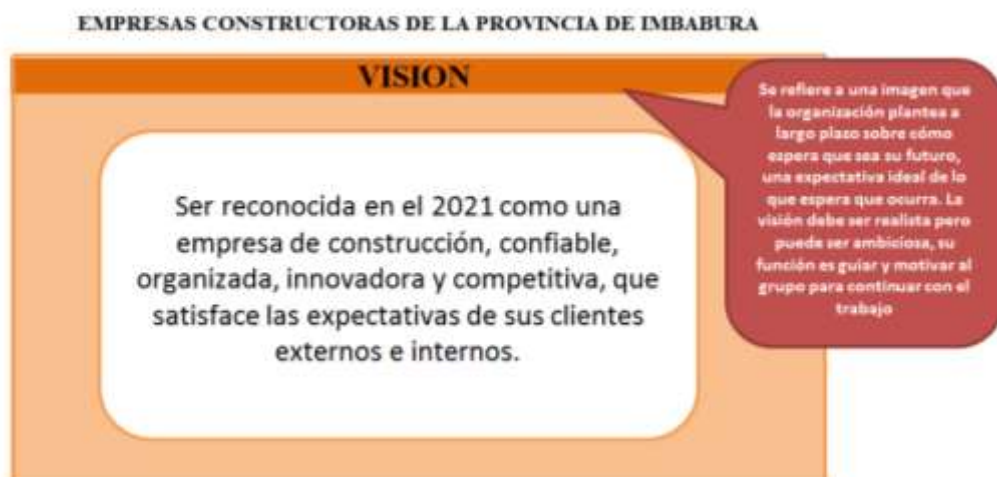 EMPRESAS CONSTRUCTORAS DE LA PROVINCIA DE IMBABURA
VISION
Ser reconocida en el 2021 como una
empresa de construcción, confiable,
organizada, innovadora y competitiva, que
satisface las expectativas de sus clientes
externos e internos.
Se refiere a una imagen que
la organización plantea a
largo plazo sobre cómo
espera que sea su futuro,
una expectativa ideal de lo
que espera que ocurra. La
visión debe ser realista pero
puede ser ambiciosa, su
función es guiar y motivar al
grupo para continuar con el
trabajo